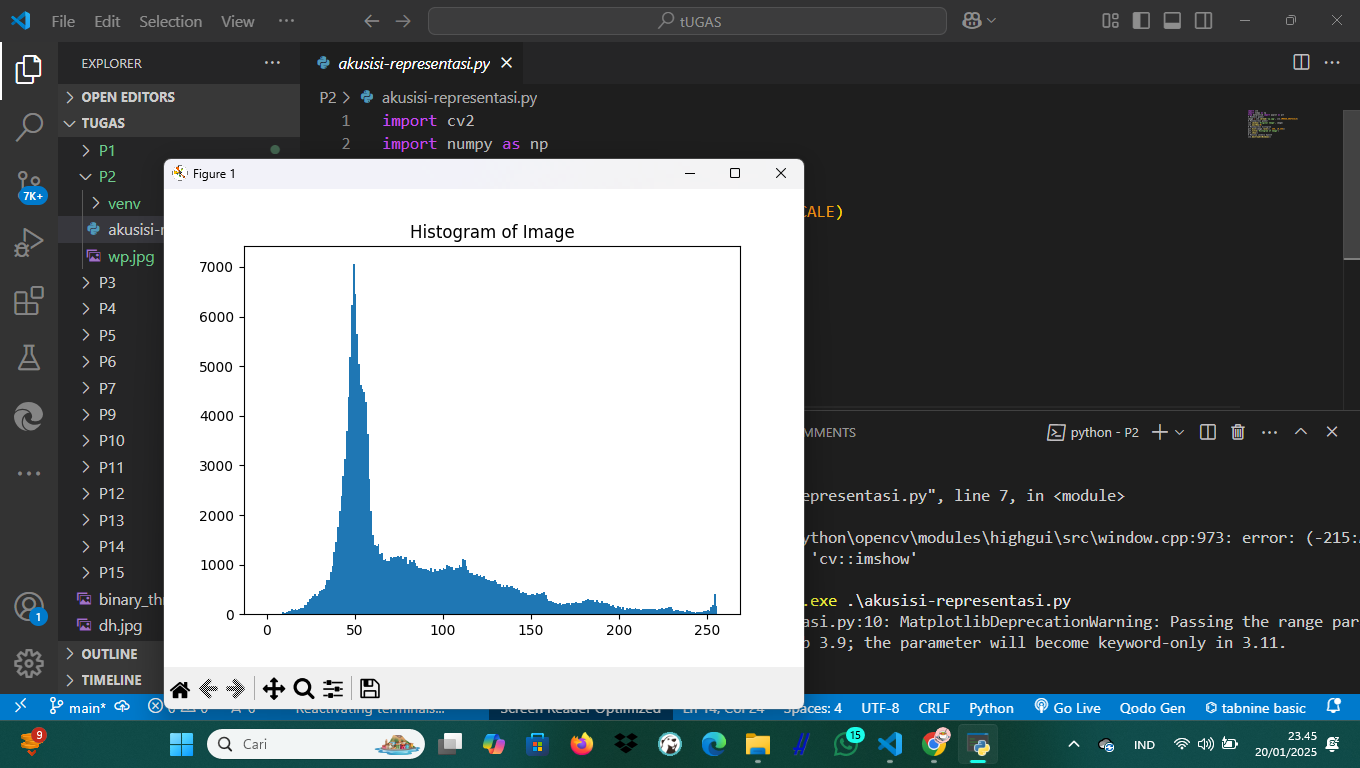 File Edit Selection View ... tUGAS
EXPLORER ...
OPEN EDITORS
TUGAS
P1
P2
venv
akusisi-r
wp.jpg
P3
P4
P5
P6
P7
P9
P10
P11
P12
P13
P14
P15
binary_thr
dh.jpg
OUTLINE
TIMELINE
7K+
1
akusisi-representasi.py
P2 > akusisi-representasi.py
1 import cv2
2 import numpy as np
CALE)
Figure 1
Histogram of Image
7000
6000
5000
4000
3000
2000
1000
0
0 50 100 150 200 250
MMENTS
python - P2
epresentasi.py", line 7, in <module>
ython\opencv\modules\highgui\src\window.cpp:973: error: (-215:
'cv::imshow'
.exe .\akusisi-representasi.py
asi.py:10: MatplotlibDeprecationWarning: Passing the range par
3.9; the parameter will become keyword-only in 3.11.
main* Reactivating terminals... Screen Reader Optimized Ln 14, Col 24 Spaces: 4 UTF-8 CRLF Python Go Live Qodo Gen tabnine basic
9
Cari
15
IND
23.45
20/01/2025